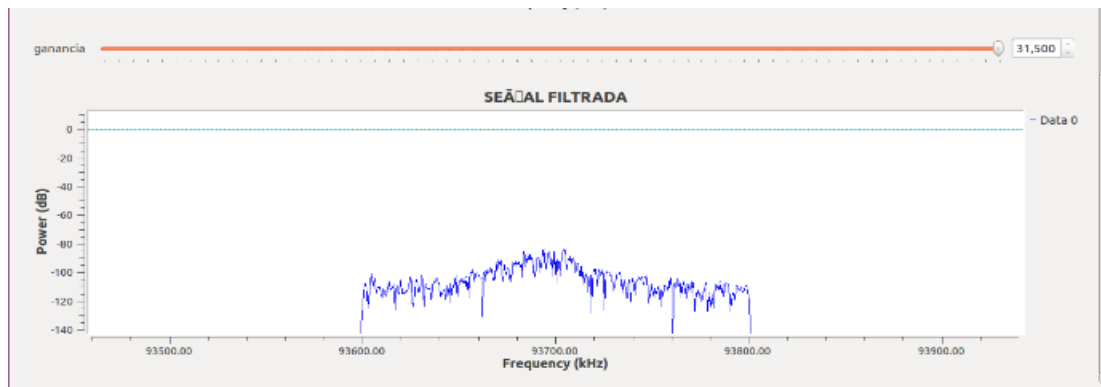 ganancia
31,500
SEÃ□AL FILTRADA
Data 0
Power (dB)
0
-20
-40
-60
-80
-100
-120
-140
93500.00 93600.00 93700.00 93800.00 93900.00
Frequency (kHz)